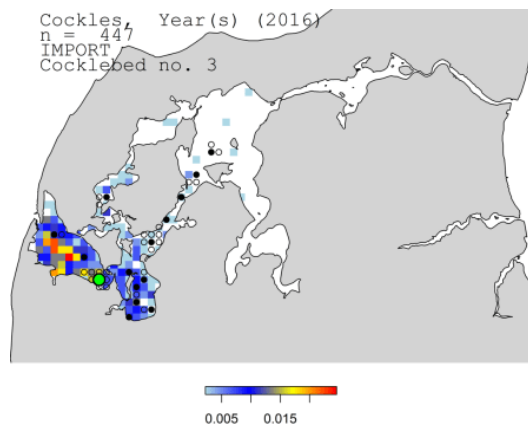 Cockles, Year(s) (2016)
n = 447
IMPORT
Cocklebed no. 3
0.005 0.015